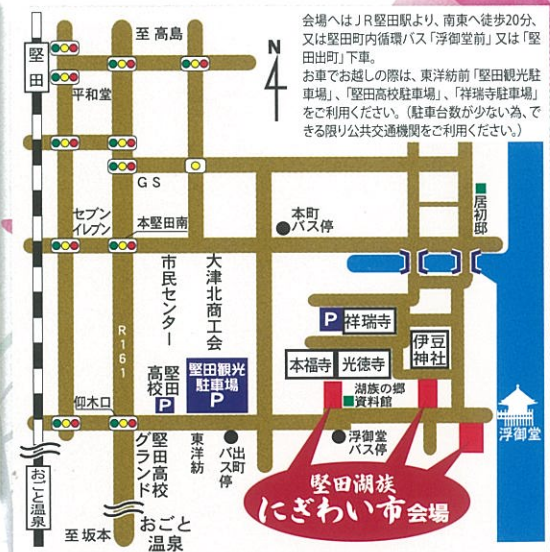 会場へはJR堅田駅より、南東へ徒歩20分、
又は堅田町内循環バス「浮御堂前」又は「堅
田出町」下車。
お車でお越しの際は、東洋紡前「堅田観光駐
車場」、「堅田高校駐車場」、「祥瑞寺駐車場」
をご利用ください。(駐車台数が少ない為、で
きる限り公共交通機関をご利用ください。)
至 高島
N
堅田
平和堂
GS
セブン
イレブン
本堅田南
本町
バス停
居初邸
R161
市民センター
大津北商工会
P
祥瑞寺
伊豆
神社
本福寺
光徳寺
堅田
高校
P
堅田観光
駐車場
P
湖族の郷
資料館
仰木口
堅田高校
グランド
東洋紡
出町
バス停
浮御堂
バス停
浮御堂
おごと温泉
至 坂本
おごと
温泉
堅田湖族
にぎわい市会場